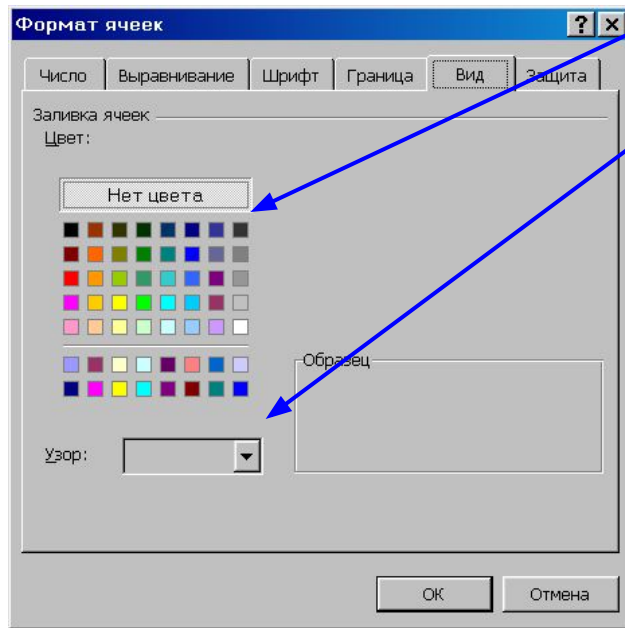 Формат ячеек
Число Выравнивание Шрифт Граница Вид Защита
Заливка ячеек
Цвет:
Нет цвета
Образец
Узор:
ОК Отмена